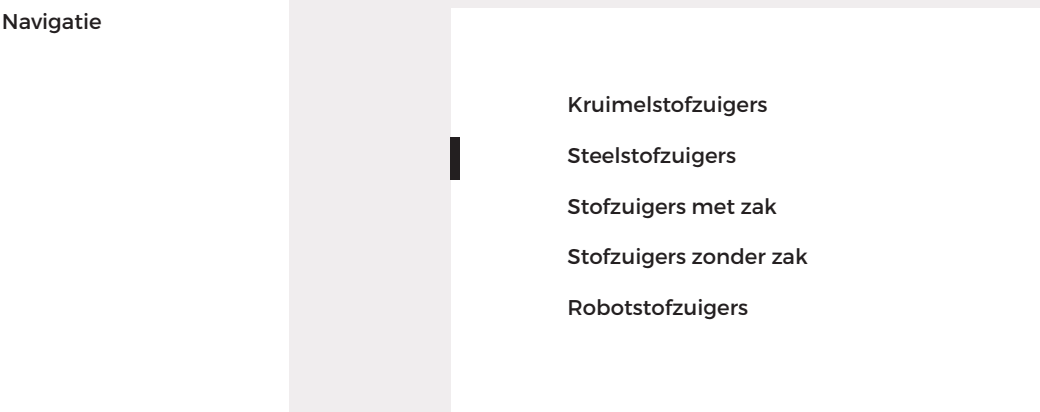 Navigatie
Kruimelstofzuigers
Steelstofzuigers
Stofzuigers met zak
Stofzuigers zonder zak
Robotstofzuigers